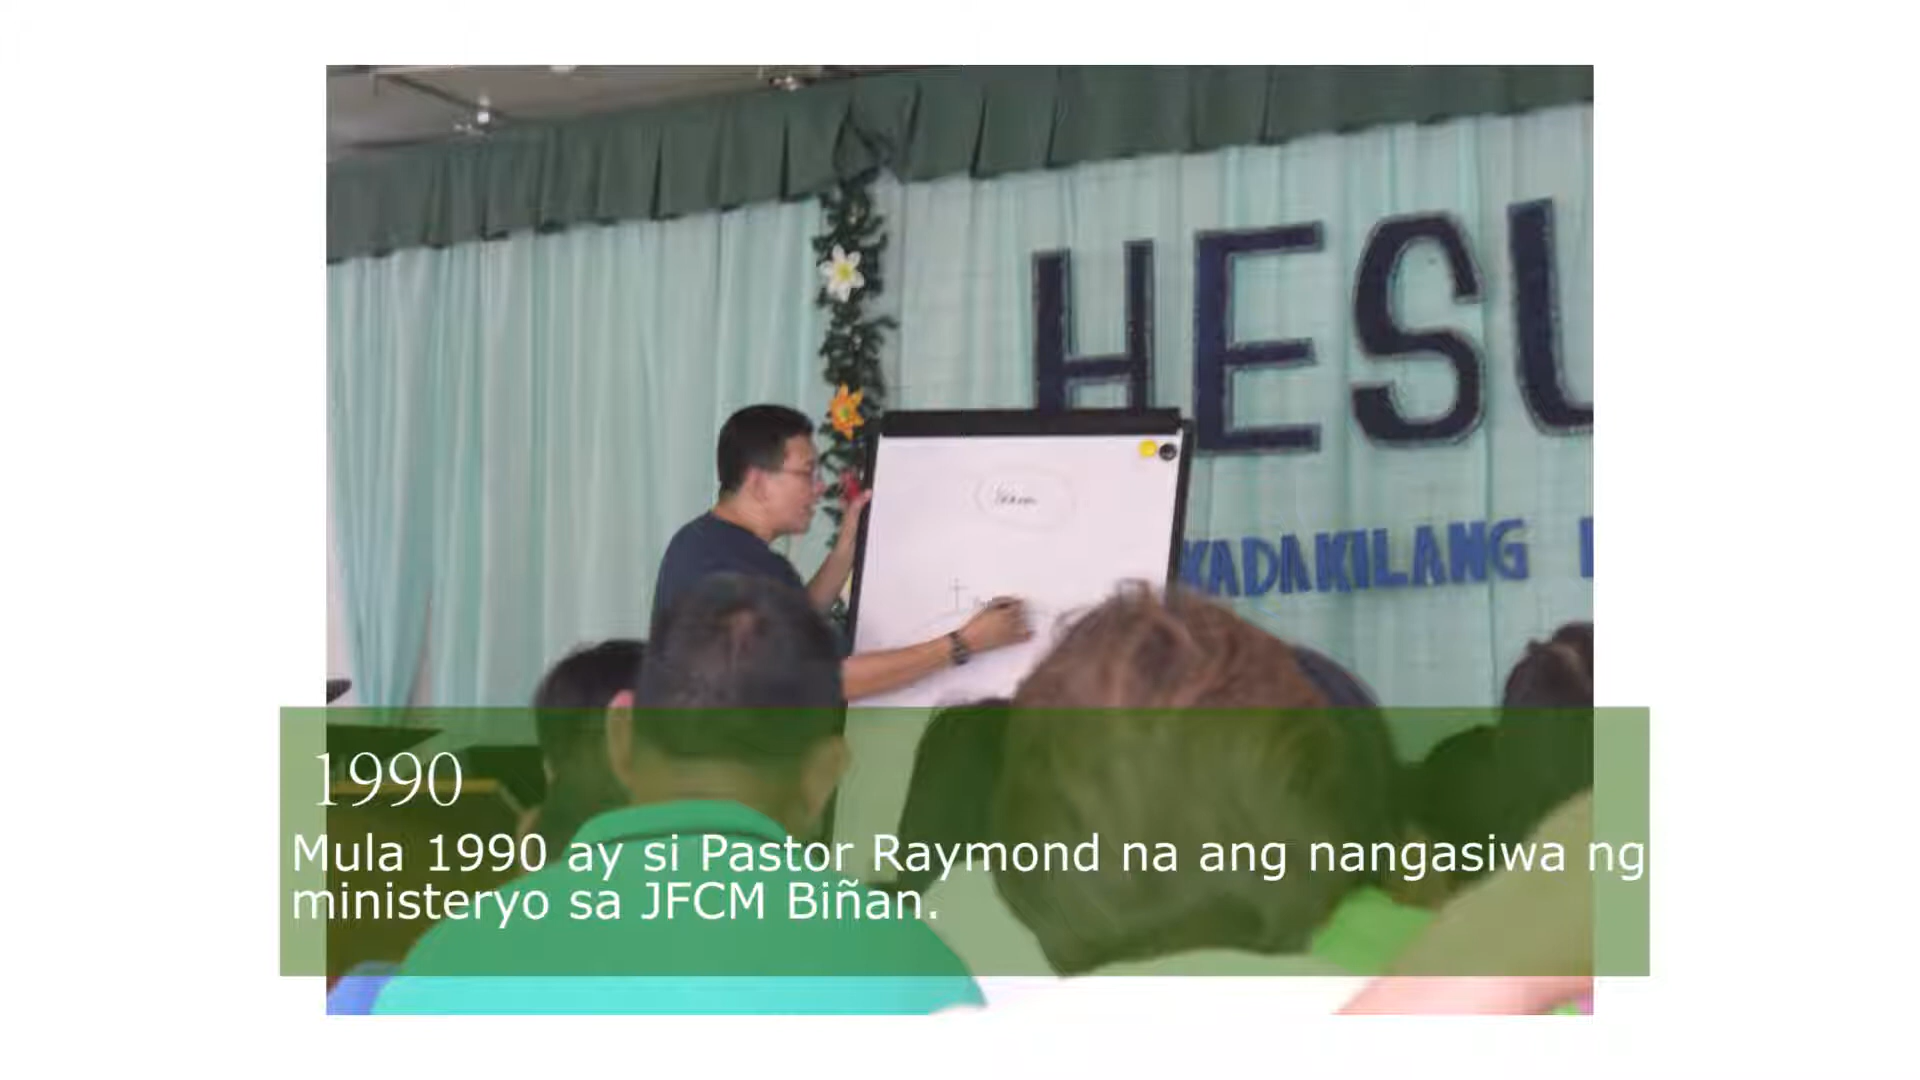 HESU
KADAKILANG
1990
Mula 1990 ay si Pastor Raymond na ang nangasiwa ng
ministeryo sa JFCM Biñan.